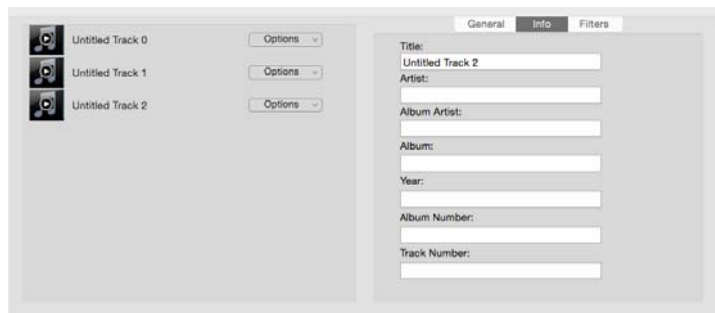 Untitled Track 0 Options
Untitled Track 1 Options
Untitled Track 2 Options
General Info Filters
Title:
Untitled Track 2
Artist:
Album Artist:
Album:
Year:
Album Number:
Track Number: